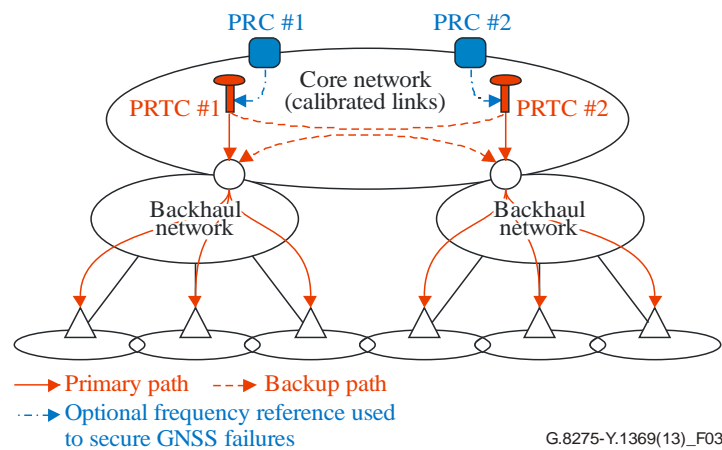 PRC #1
PRC #2
Core network
(calibrated links)
PRTC #1
PRTC #2
Backhaul
network
Backhaul
network
Primary path
Backup path
Optional frequency reference used
to secure GNSS failures
G.8275-Y.1369(13)_F03